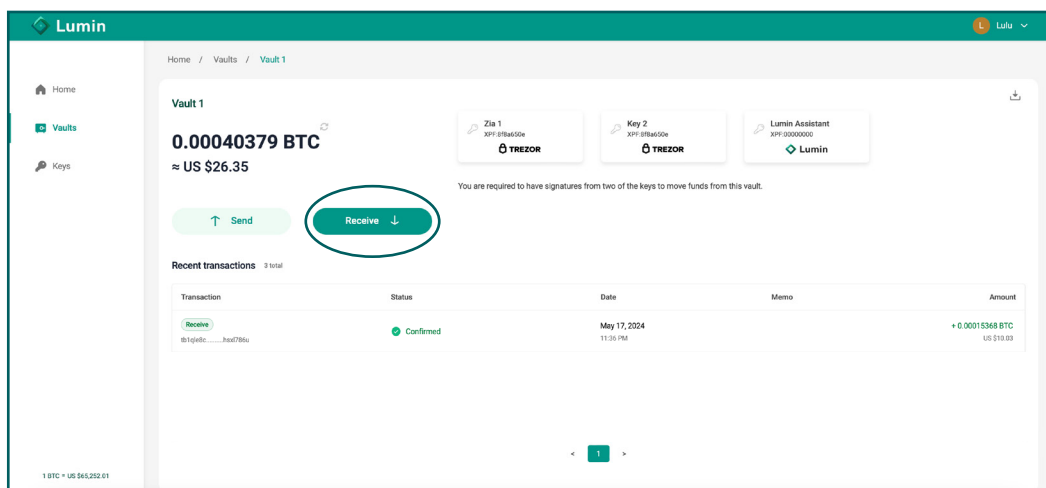 Lumin
L Lulu
Home / Vaults / Vault 1
Home
Vaults
Keys
Vault 1
0.00040379 BTC
≈ US $26.35
Zia 1
XPF:8f8a650e
TREZOR
Key 2
XPF:8f8a650e
TREZOR
Lumin Assistant
XPF:00000000
Lumin
You are required to have signatures from two of the keys to move funds from this vault.
↑ Send
Receive ↓
Recent transactions 3 total
Transaction Status Date Memo Amount
Receive Confirmed May 17, 2024 + 0.00015368 BTC
tb1qle8c........hsxl786u 11:36 PM US $10.03
< 1 >
1 BTC = US $65,252.01